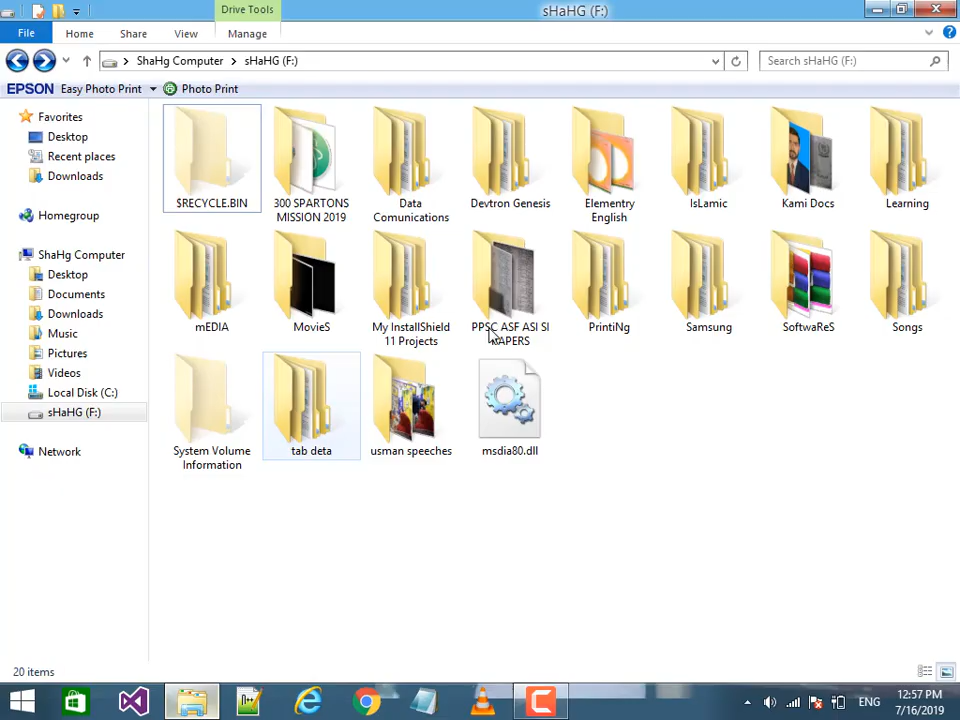 Drive Tools
sHaHG (F:)
File
Home
Share
View
Manage
ShaHg Computer
sHaHG (F:)
Search sHaHG (F:)
EPSON
Easy Photo Print
Photo Print
Favorites
Desktop
Recent places
Downloads
Homegroup
ShaHg Computer
Desktop
Documents
Downloads
Music
Pictures
Videos
Local Disk (C:)
sHaHG (F:)
Network
$RECYCLE.BIN
300 SPARTONS
MISSION 2019
Data
Comunications
Devtron Genesis
Elementry
English
IsLamic
Kami Docs
Learning
mEDIA
MovieS
My InstallShield
11 Projects
PPSC ASF ASI SI
PAPERS
PrintiNg
Samsung
SoftwaReS
Songs
System Volume
Information
tab deta
usman speeches
msdia80.dll
20 items
ENG
12:57 PM
7/16/2019